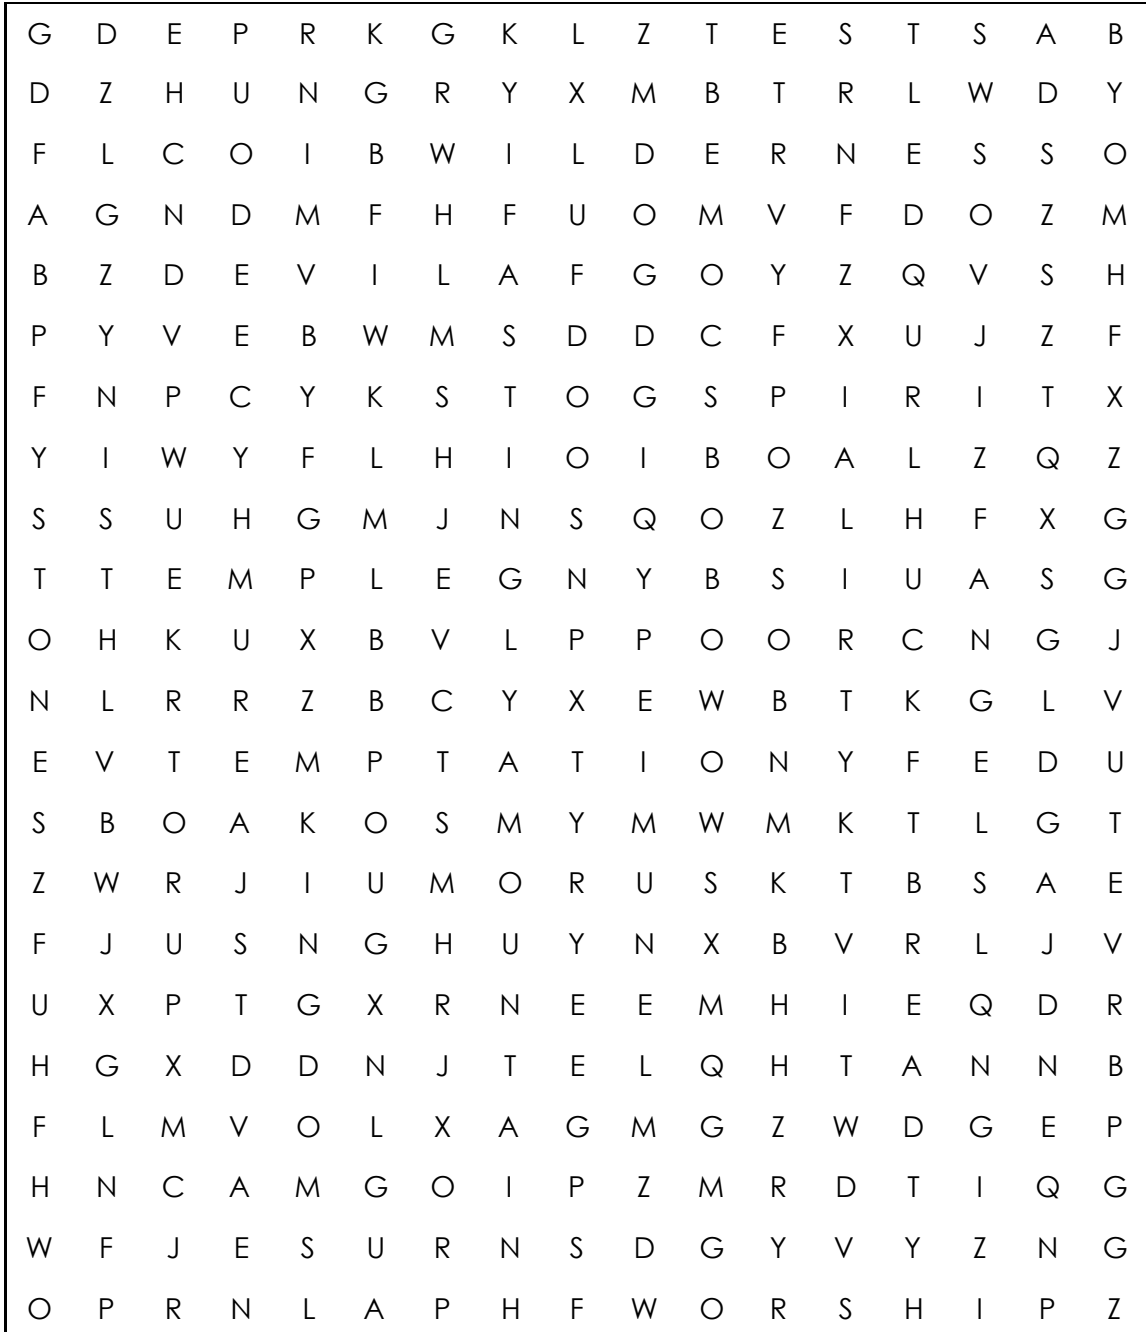 G D E P R K G K L Z T E S T S A B
D Z H U N G R Y X M B T R L W D Y
F L C O I B W I L D E R N E S S O
A G N D M F H F U O M V F D O Z M
B Z D E V I L A F G O Y Z Q V S H
P Y V E B W M S D D C F X U J Z F
F N P C Y K S T O G S P I R I T X
Y I W Y F L H I O I B O A L Z Q Z
S S U H G M J N S Q O Z L H F X G
T T E M P L E G N Y B S I U A S G
O H K U X B V L P P O O R C N G J
N L R R Z B C Y X E W B T K G L V
E V T E M P T A T I O N Y F E D U
S B O A K O S M Y M W M K T L G T
Z W R J I U M O R U S K T B S A E
F J U S N G H U Y N X B V R L J V
U X P T G X R N E E M H I E Q D R
H G X D D N J T E L Q H T A N N B
F L M V O L X A G M G Z W D G E P
H N C A M G O I P Z M R D T I Q G
W F J E S U R N S D G Y V Y Z N G
O P R N L A P H F W O R S H I P Z